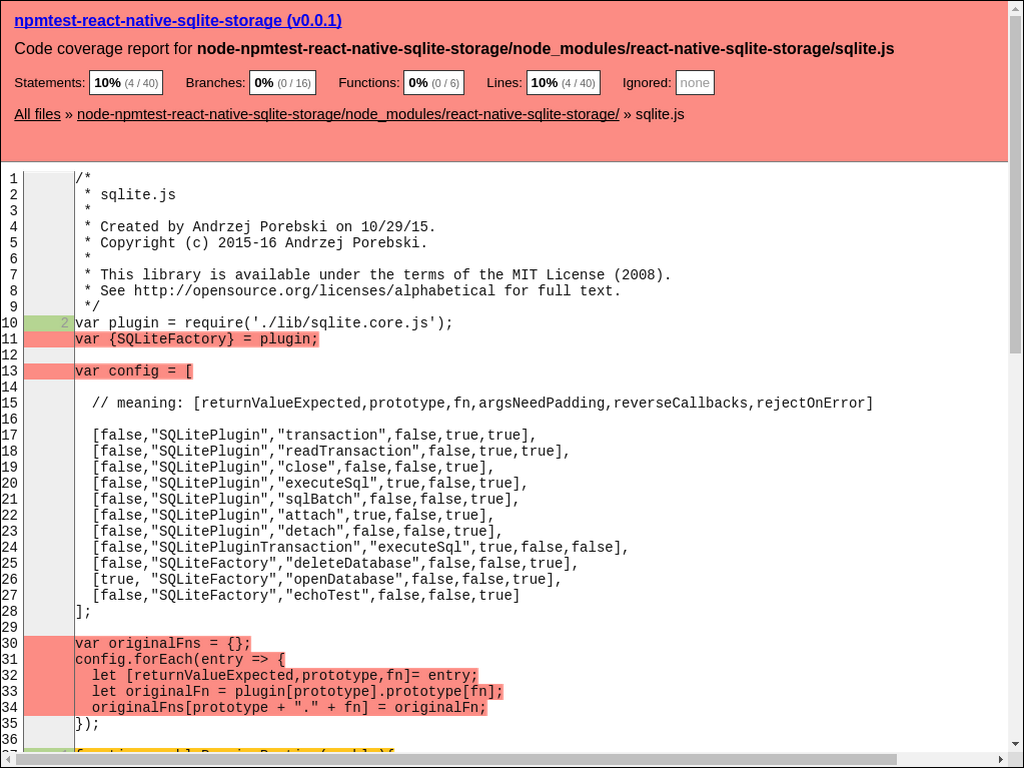 npmtest-react-native-sqlite-storage (v0.0.1)
Code coverage report for node-npmtest-react-native-sqlite-storage/node_modules/react-native-sqlite-storage/sqlite.js
Statements: 10% (4 / 40) Branches: 0% (0 / 16) Functions: 0% (0 / 6) Lines: 10% (4 / 40) Ignored: none
All files » node-npmtest-react-native-sqlite-storage/node_modules/react-native-sqlite-storage/ » sqlite.js
1 /*
2  * sqlite.js
3  *
4  * Created by Andrzej Porebski on 10/29/15.
5  * Copyright (c) 2015-16 Andrzej Porebski.
6  *
7  * This library is available under the terms of the MIT License (2008).
8  * See http://opensource.org/licenses/alphabetical for full text.
9  */
10 2 var plugin = require('./lib/sqlite.core.js');
11 var {SQLiteFactory} = plugin;
12
13 var config = [
14
15   // meaning: [returnValueExpected,prototype,fn,argsNeedPadding,reverseCallbacks,rejectOnError]
16
17   [false,"SQLitePlugin","transaction",false,true,true],
18   [false,"SQLitePlugin","readTransaction",false,true,true],
19   [false,"SQLitePlugin","close",false,false,true],
20   [false,"SQLitePlugin","executeSql",true,false,true],
21   [false,"SQLitePlugin","sqlBatch",false,false,true],
22   [false,"SQLitePlugin","attach",true,false,true],
23   [false,"SQLitePlugin","detach",false,false,true],
24   [false,"SQLitePluginTransaction","executeSql",true,false,false],
25   [false,"SQLiteFactory","deleteDatabase",false,false,true],
26   [true, "SQLiteFactory","openDatabase",false,false,true],
27   [false,"SQLiteFactory","echoTest",false,false,true]
28 ];
29
30 var originalFns = {};
31 config.forEach(entry => {
32   let [returnValueExpected,prototype,fn]= entry;
33   let originalFn = plugin[prototype].prototype[fn];
34   originalFns[prototype + "." + fn] = originalFn;
35 });
36